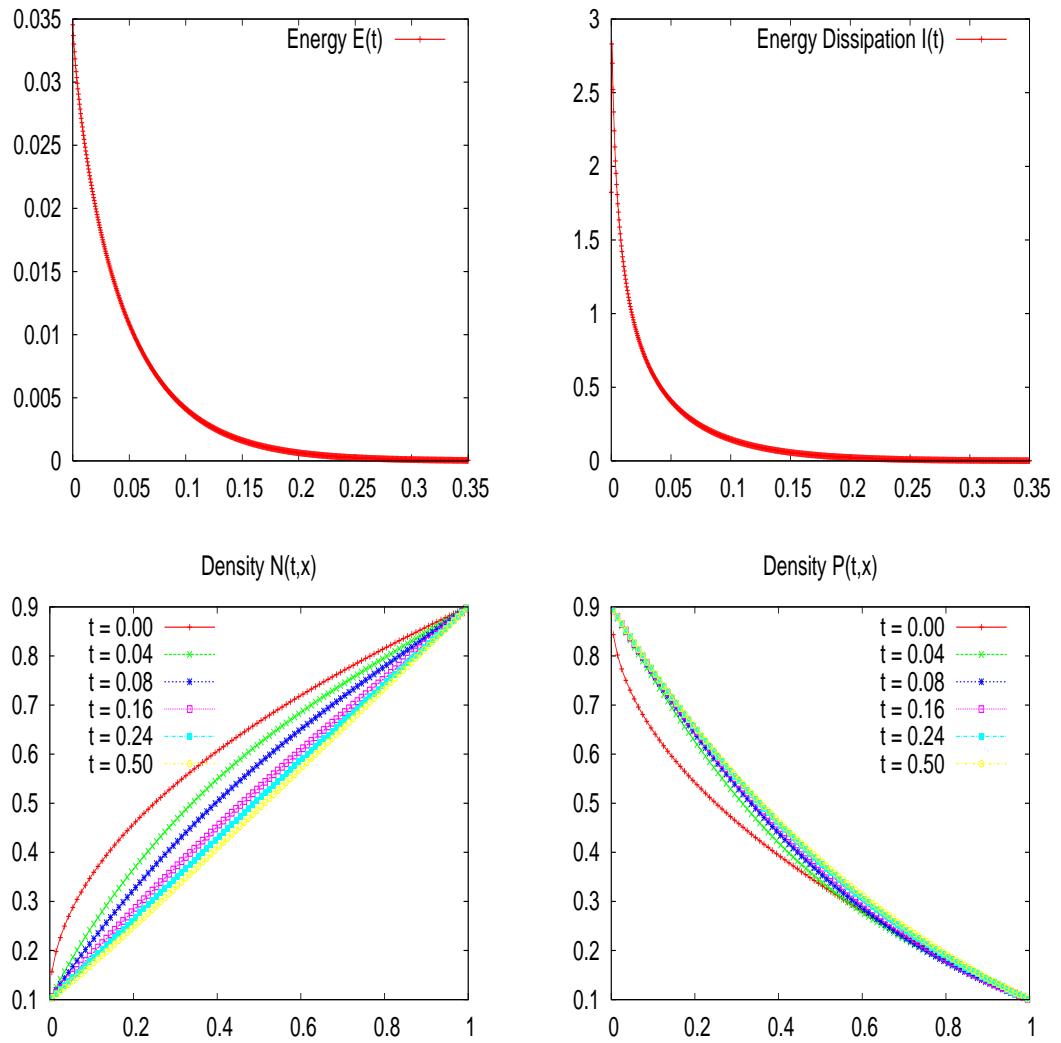 Energy E(t)
0.035
0.03
0.025
0.02
0.015
0.01
0.005
0
0 0.05 0.1 0.15 0.2 0.25 0.3 0.35
Energy Dissipation I(t)
3
2.5
2
1.5
1
0.5
0
0 0.05 0.1 0.15 0.2 0.25 0.3 0.35
Density N(t,x)
0.9
0.8
0.7
0.6
0.5
0.4
0.3
0.2
0.1
t = 0.00
t = 0.04
t = 0.08
t = 0.16
t = 0.24
t = 0.50
0 0.2 0.4 0.6 0.8 1
Density P(t,x)
0.9
0.8
0.7
0.6
0.5
0.4
0.3
0.2
0.1
t = 0.00
t = 0.04
t = 0.08
t = 0.16
t = 0.24
t = 0.50
0 0.2 0.4 0.6 0.8 1